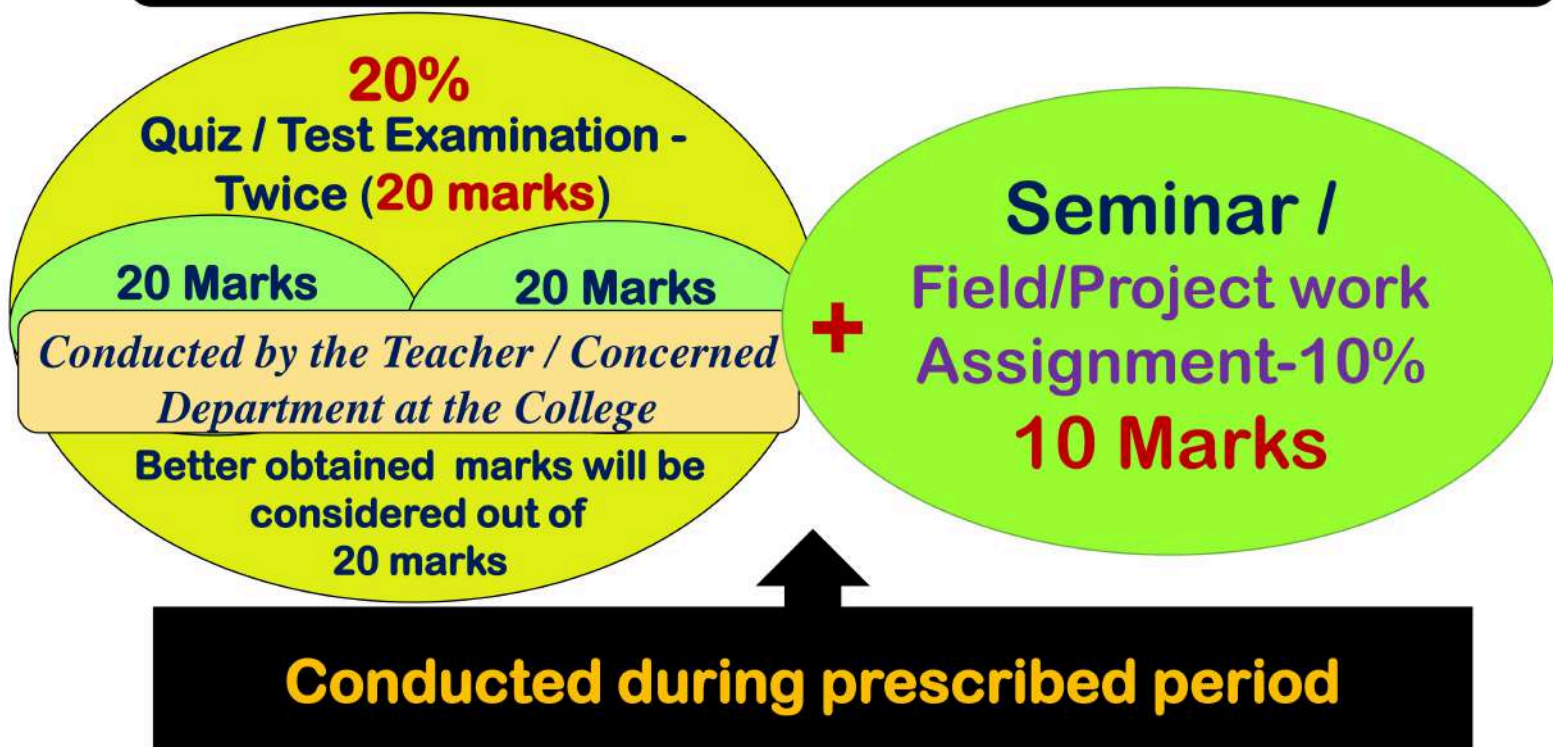 20%
Quiz / Test Examination -
Twice (20 marks)
20 Marks
20 Marks
Conducted by the Teacher / Concerned
Department at the College
Better obtained marks will be
considered out of
20 marks
+
Seminar /
Field/Project work
Assignment-10%
10 Marks
Conducted during prescribed period